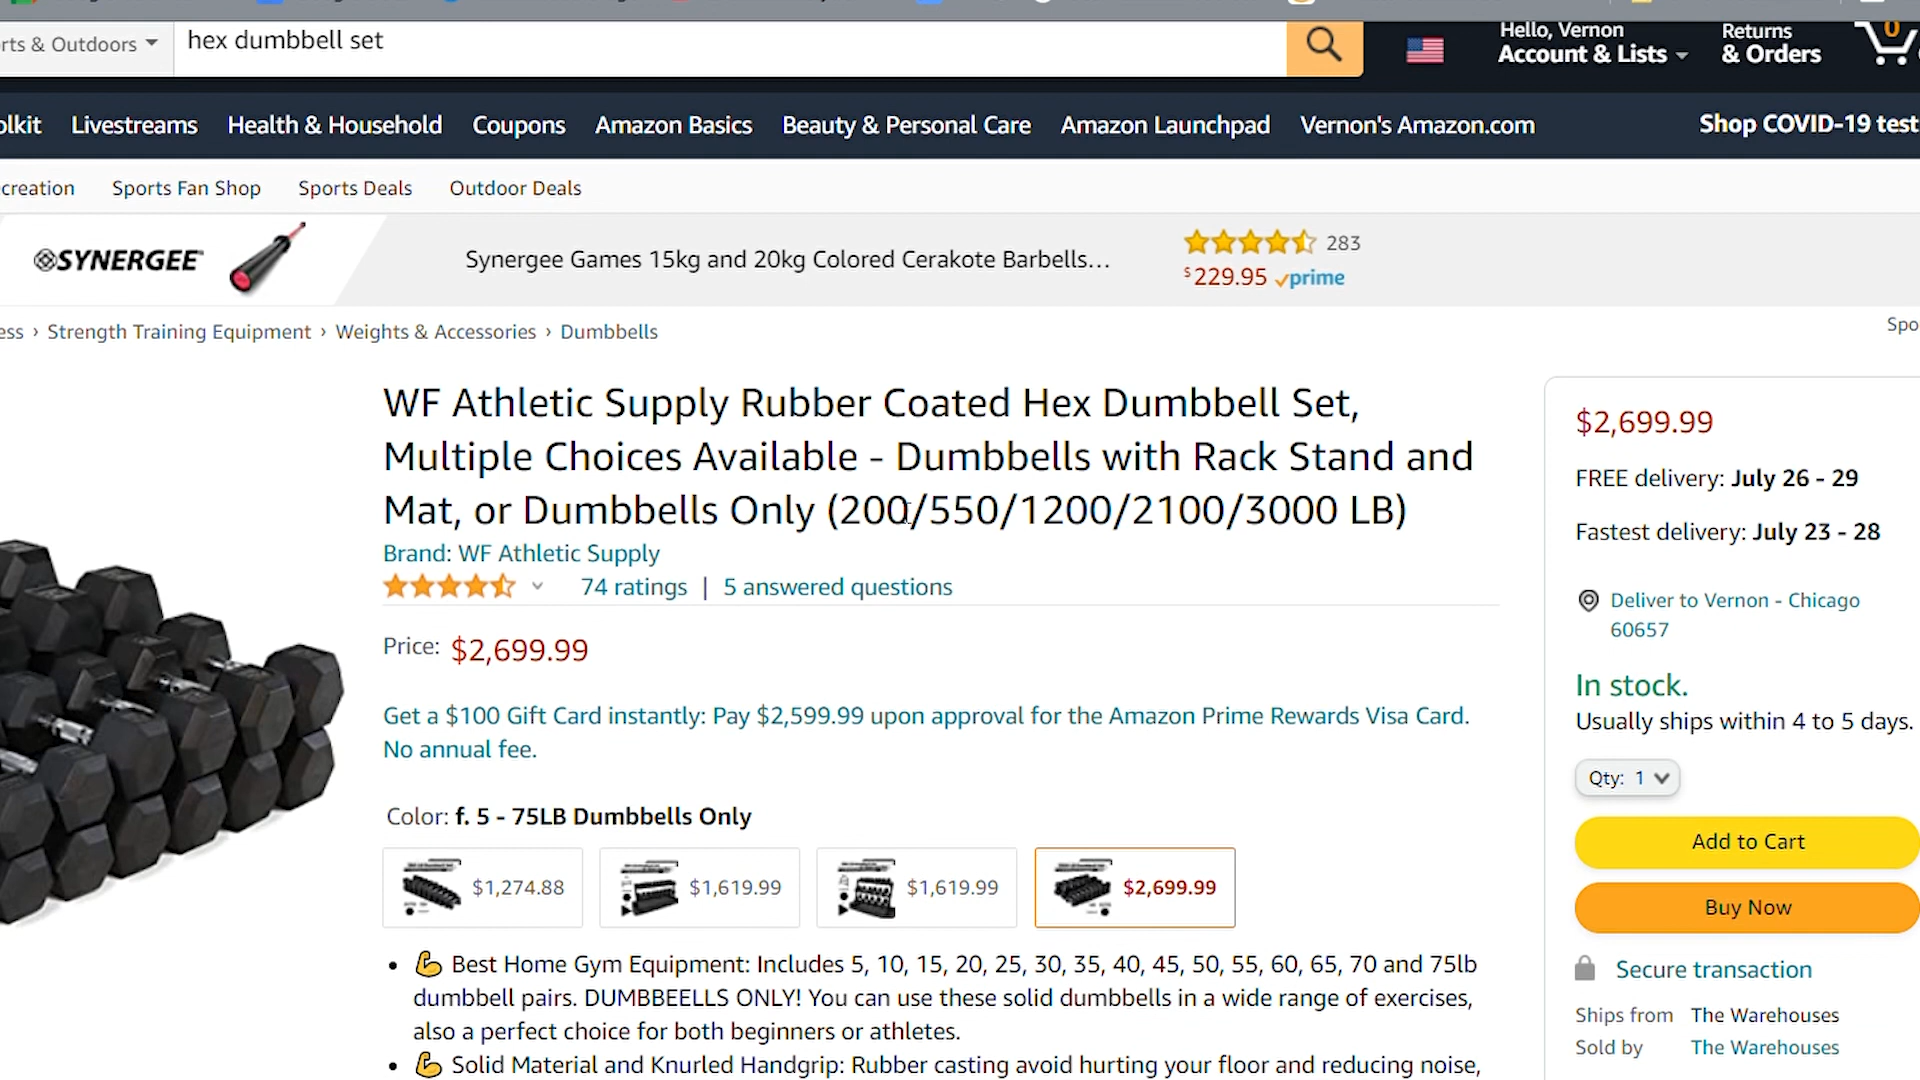 rts & Outdoors
hex dumbbell set
Hello, Vernon
Account & Lists
Returns
& Orders
0
olkit Livestreams Health & Household Coupons Amazon Basics Beauty & Personal Care Amazon Launchpad Vernon's Amazon.com Shop COVID-19 test
creation Sports Fan Shop Sports Deals Outdoor Deals
SYNERGEE
Synergee Games 15kg and 20kg Colored Cerakote Barbells...
283
$229.95 prime
ess › Strength Training Equipment › Weights & Accessories › Dumbbells
Spo
WF Athletic Supply Rubber Coated Hex Dumbbell Set,
Multiple Choices Available - Dumbbells with Rack Stand and
Mat, or Dumbbells Only (200/550/1200/2100/3000 LB)
Brand: WF Athletic Supply
74 ratings | 5 answered questions
Price: $2,699.99
Get a $100 Gift Card instantly: Pay $2,599.99 upon approval for the Amazon Prime Rewards Visa Card.
No annual fee.
Color: f. 5 - 75LB Dumbbells Only
$1,274.88 $1,619.99 $1,619.99 $2,699.99
• 💪 Best Home Gym Equipment: Includes 5, 10, 15, 20, 25, 30, 35, 40, 45, 50, 55, 60, 65, 70 and 75lb
dumbbell pairs. DUMBBEELLS ONLY! You can use these solid dumbbells in a wide range of exercises,
also a perfect choice for both beginners or athletes.
• 💪 Solid Material and Knurled Handgrip: Rubber casting avoid hurting your floor and reducing noise,
$2,699.99
FREE delivery: July 26 - 29
Fastest delivery: July 23 - 28
Deliver to Vernon - Chicago
60657
In stock.
Usually ships within 4 to 5 days.
Qty: 1
Add to Cart
Buy Now
Secure transaction
Ships from The Warehouses
Sold by The Warehouses